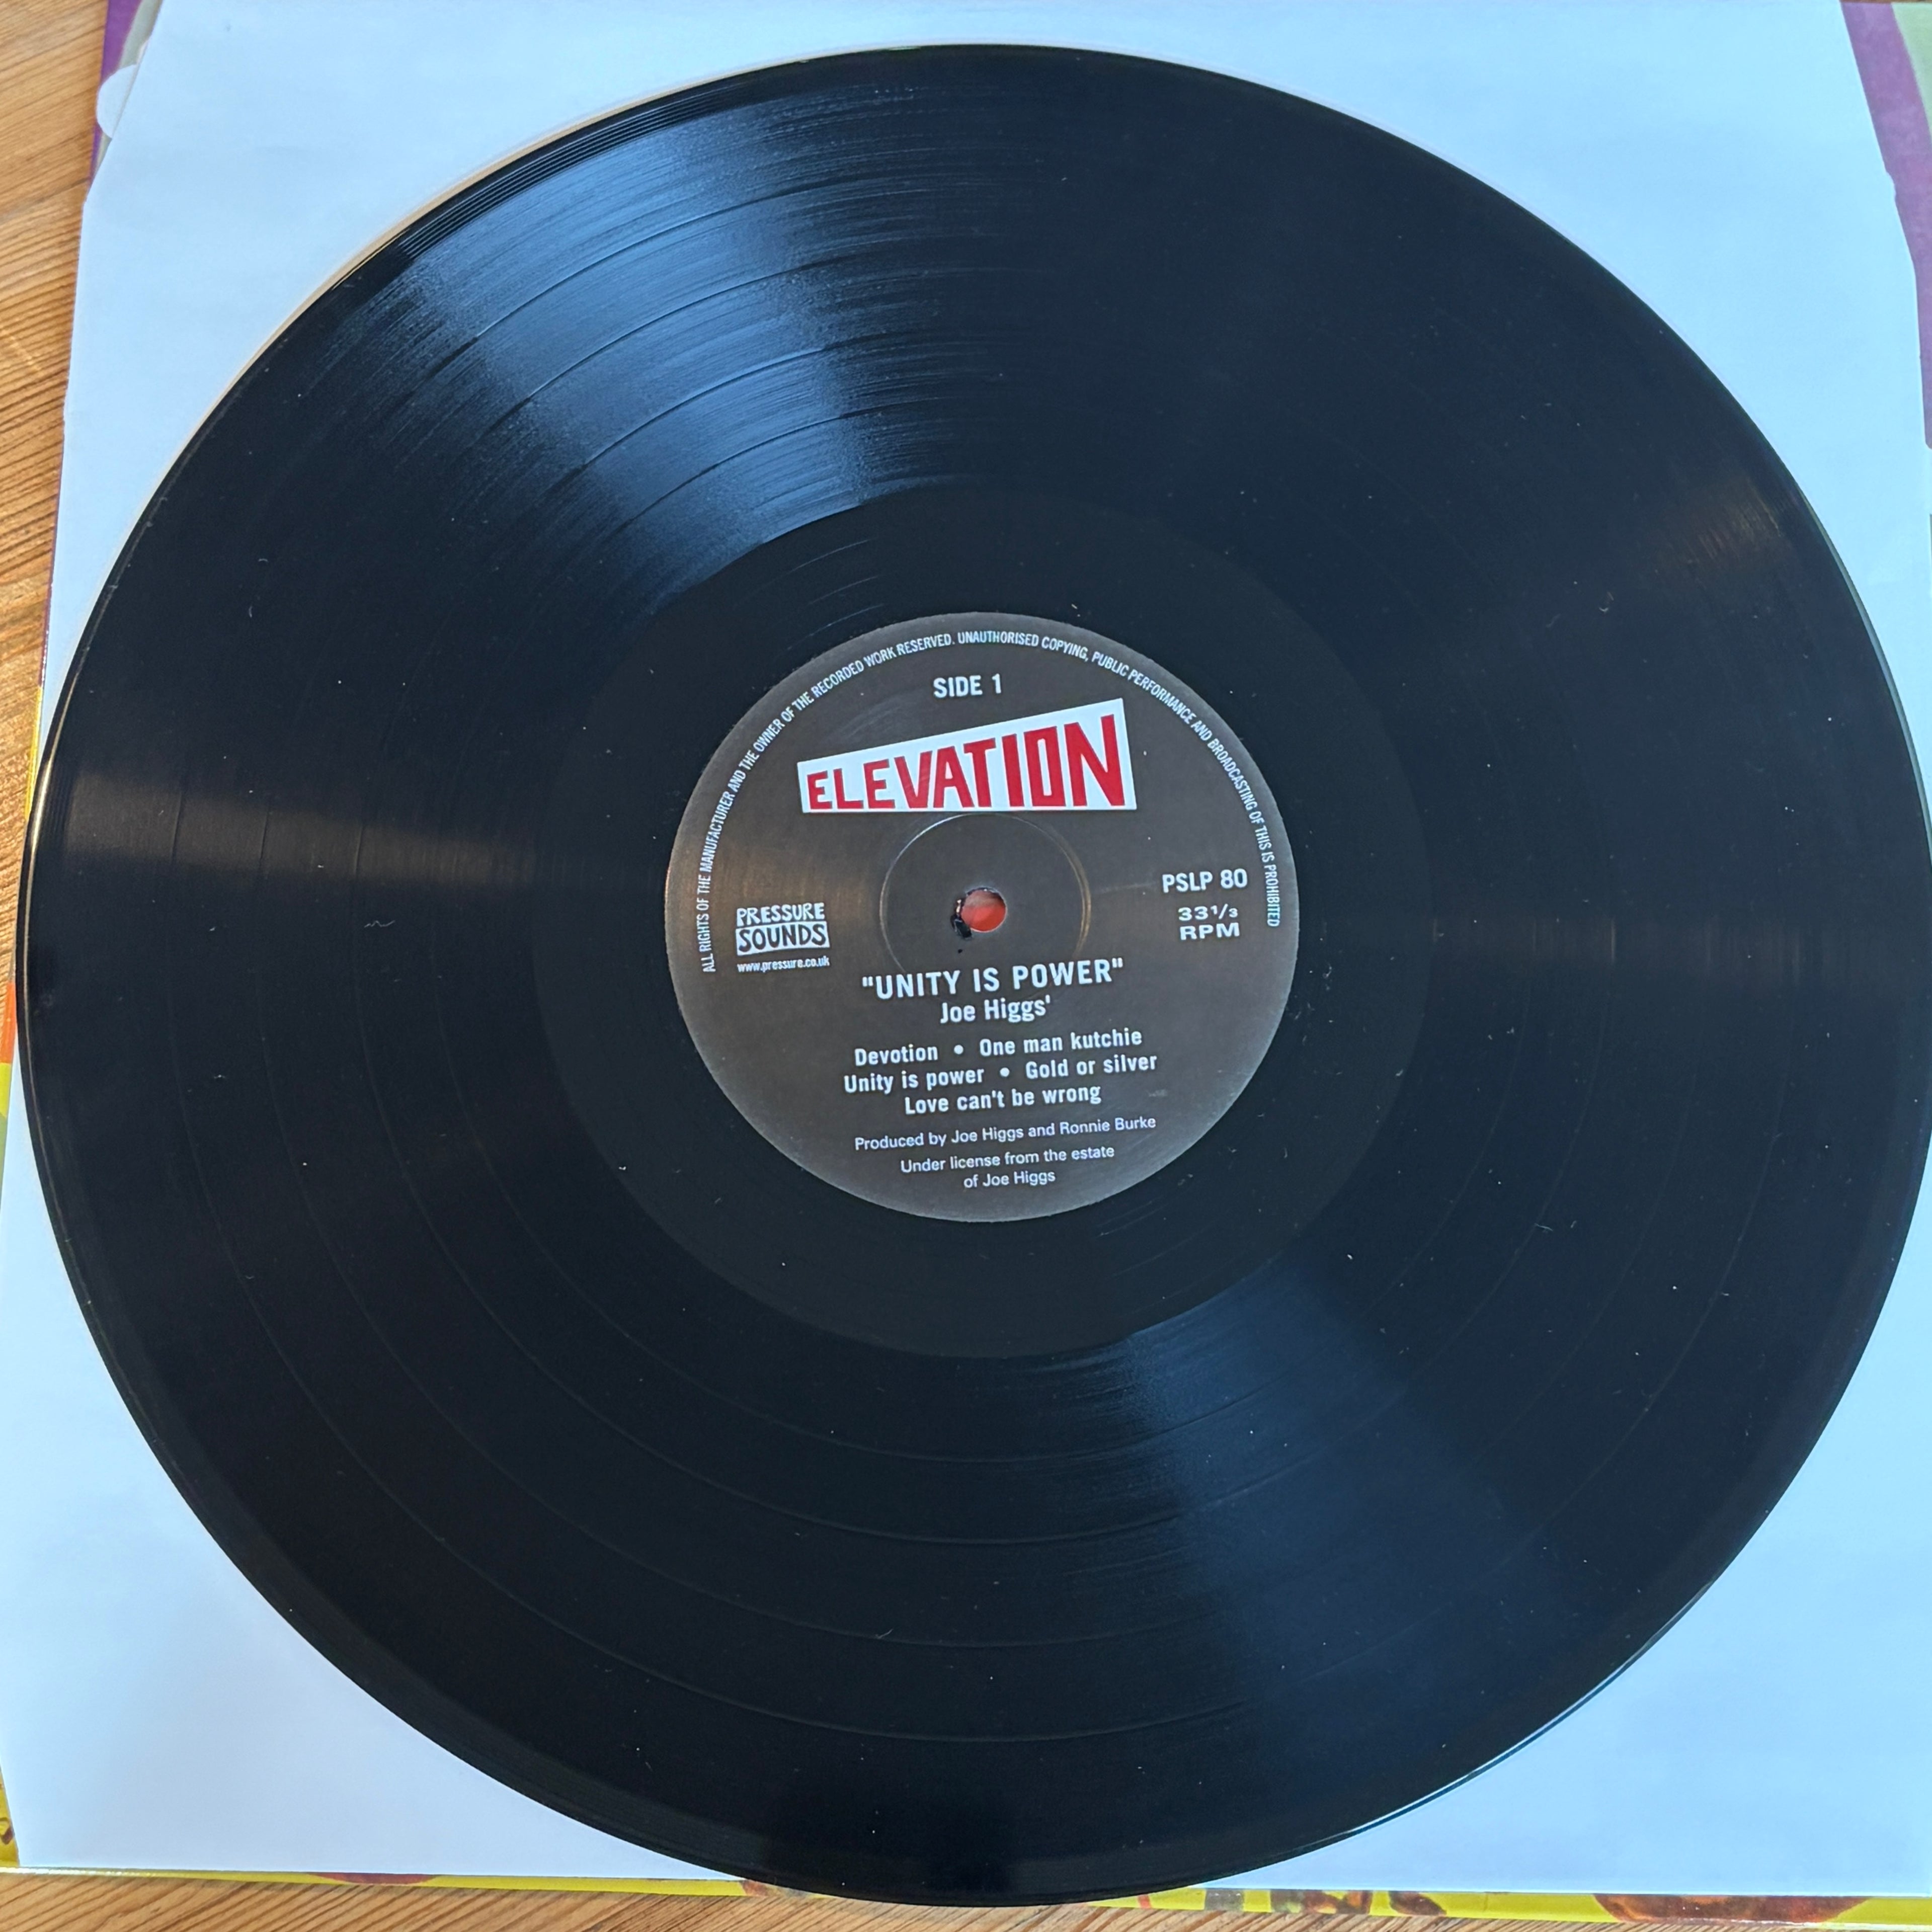 ALL RIGHTS OF THE MANUFACTURER AND THE OWNER OF THE RECORDED WORK RESERVED. UNAUTHORISED COPYING, PUBLIC PERFORMANCE AND BROADCASTING OF THIS IS PROHIBITED
SIDE 1
ELEVATION
PSLP 80
33 1/3
RPM
PRESSURE
SOUNDS
www.pressure.co.uk
"UNITY IS POWER"
Joe Higgs'
Devotion • One man kutchie
Unity is power • Gold or silver
Love can't be wrong
Produced by Joe Higgs and Ronnie Burke
Under license from the estate
of Joe Higgs